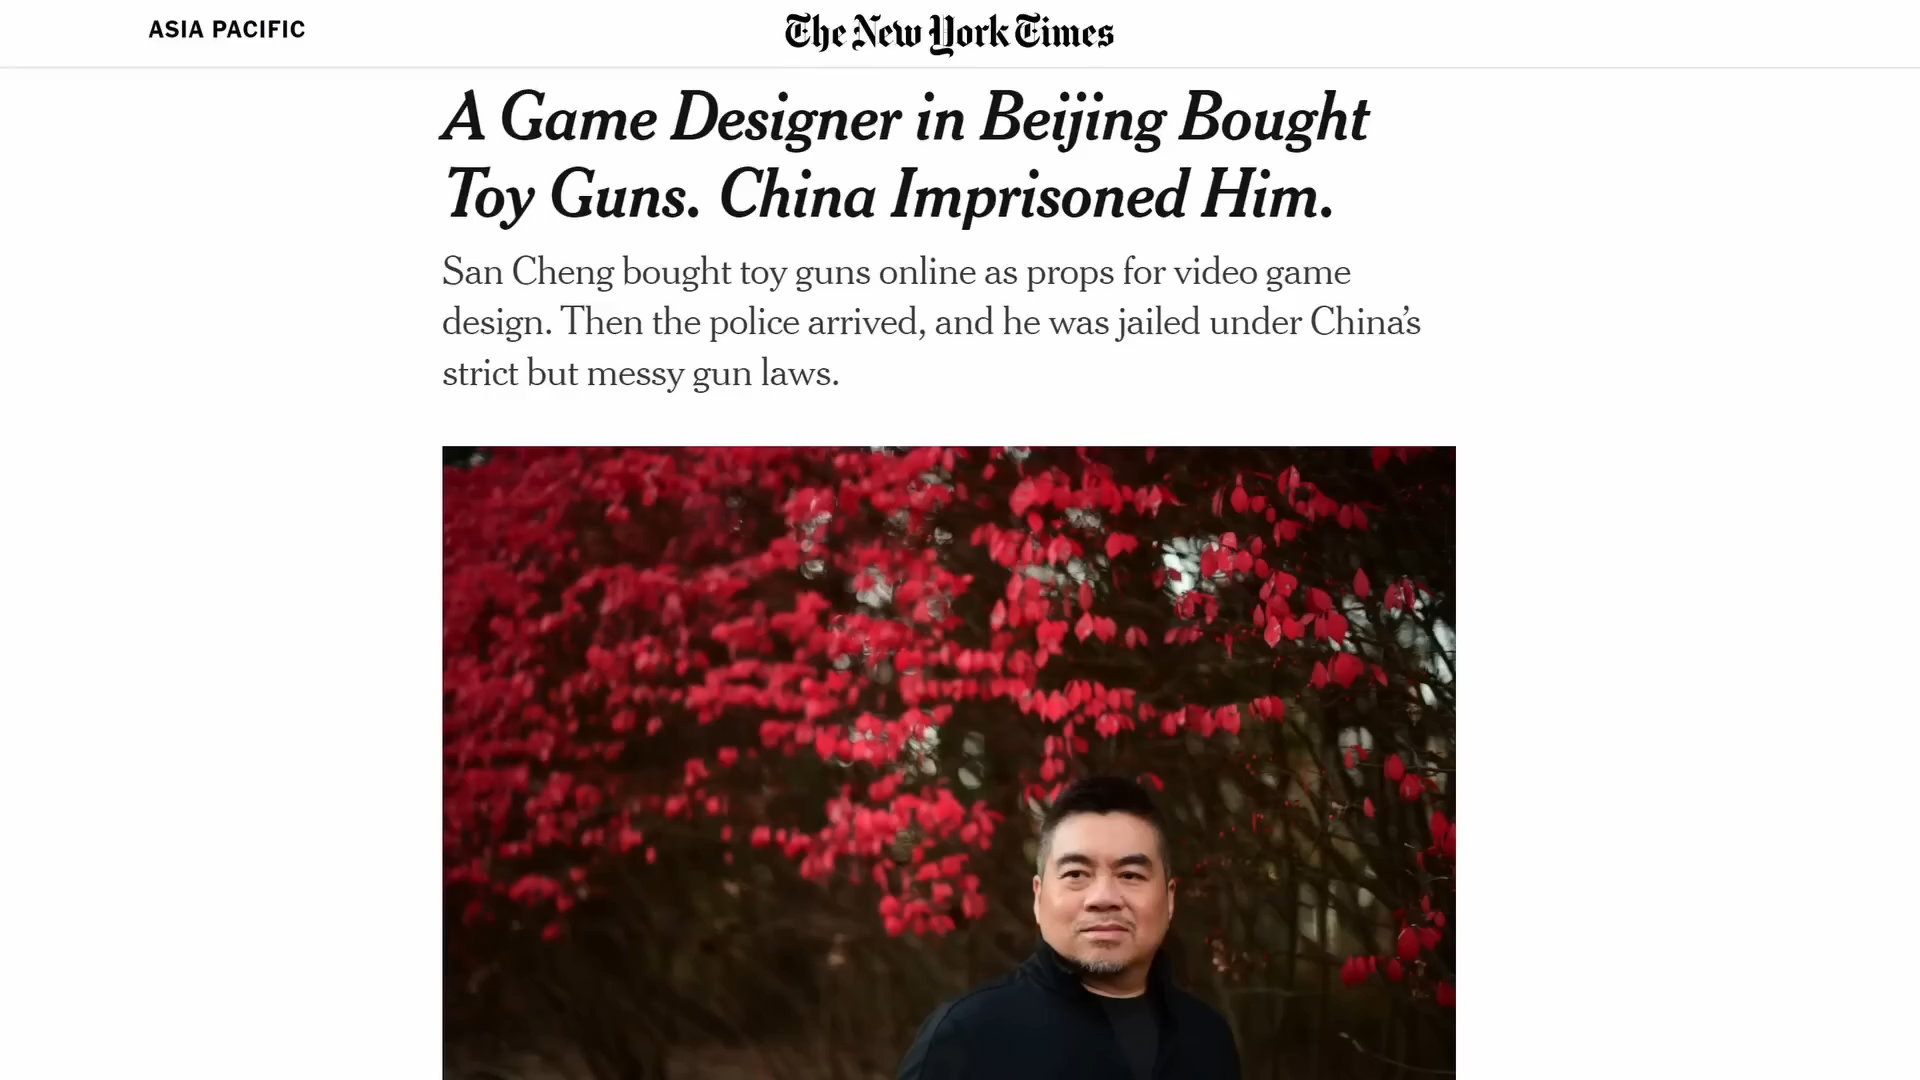 ASIA PACIFIC
The New York Times
A Game Designer in Beijing Bought
Toy Guns. China Imprisoned Him.
San Cheng bought toy guns online as props for video game
design. Then the police arrived, and he was jailed under China’s
strict but messy gun laws.